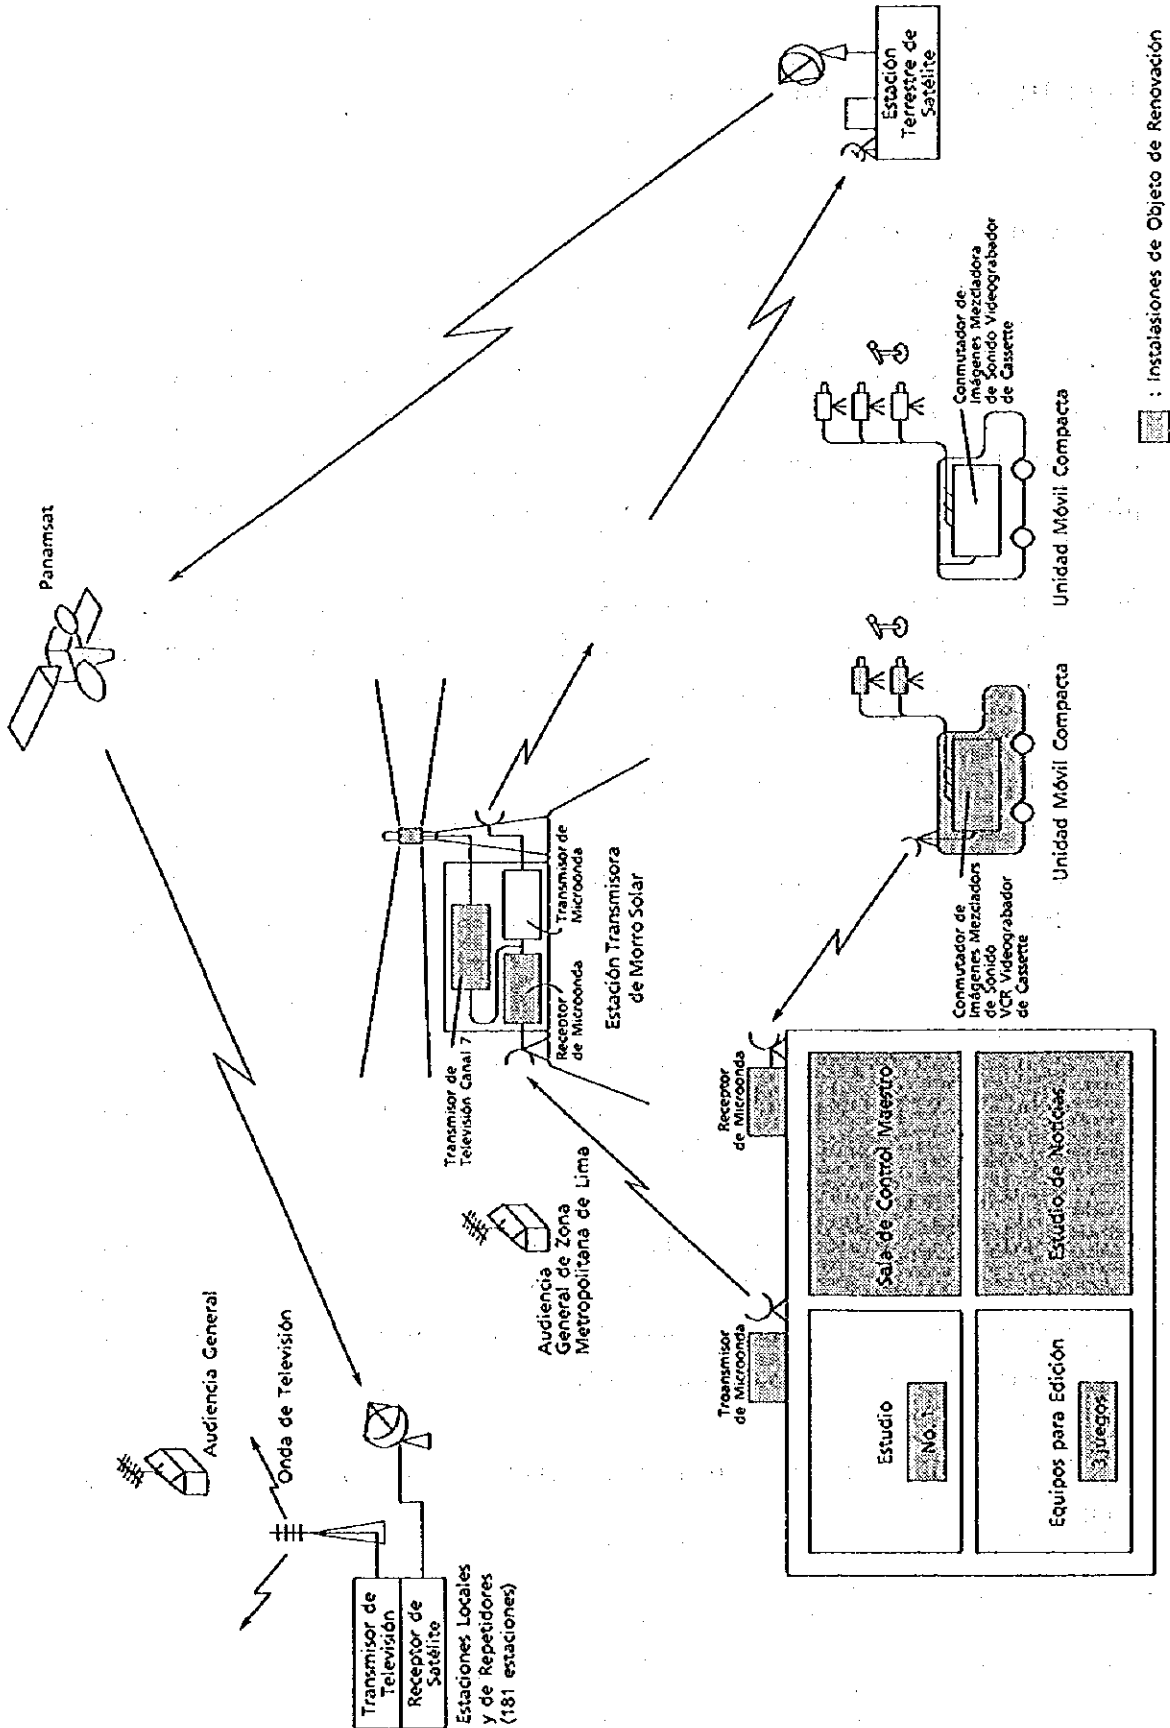 Panamsat
Audiencia General
Onda de Televisión
Transmisor de
Televisión
Receptor de
Satélite
Estaciones Locales
y de Repetidores
(181 estaciones)
Transmisor de
Televisión Canal 7
Receptor
de Microonda
Transmisor de
Microonda
Estación Transmisora
de Morro Solar
Audiencia
General de Zona
Metropolitana de Lima
Estación
Terrestre de
Satélite
Troansmisor
de Microonda
Receptor
de Microonda
Estudio
No. 1
Sala de Control Maestro
Equipos para Edición
3 juegos
Estudio de Noticias
Conmutador de
Imágenes Mezcladors
de Sonido
VCR Videograbador
de Cassette
Unidad Móvil Compacta
Conmutador de
Imágenes Mezcladora
de Sonido Videograbador
de Cassette
Unidad Móvil Compacta
: Instalasiones de Objeto de Renovación